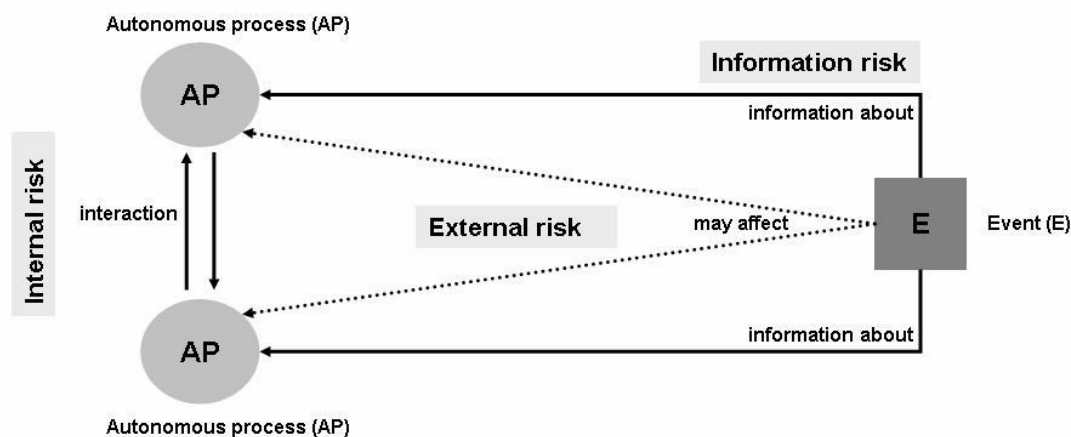 Autonomous process (AP)
Information risk
AP
information about
Internal risk
interaction
External risk
may affect
E
Event (E)
AP
information about
Autonomous process (AP)